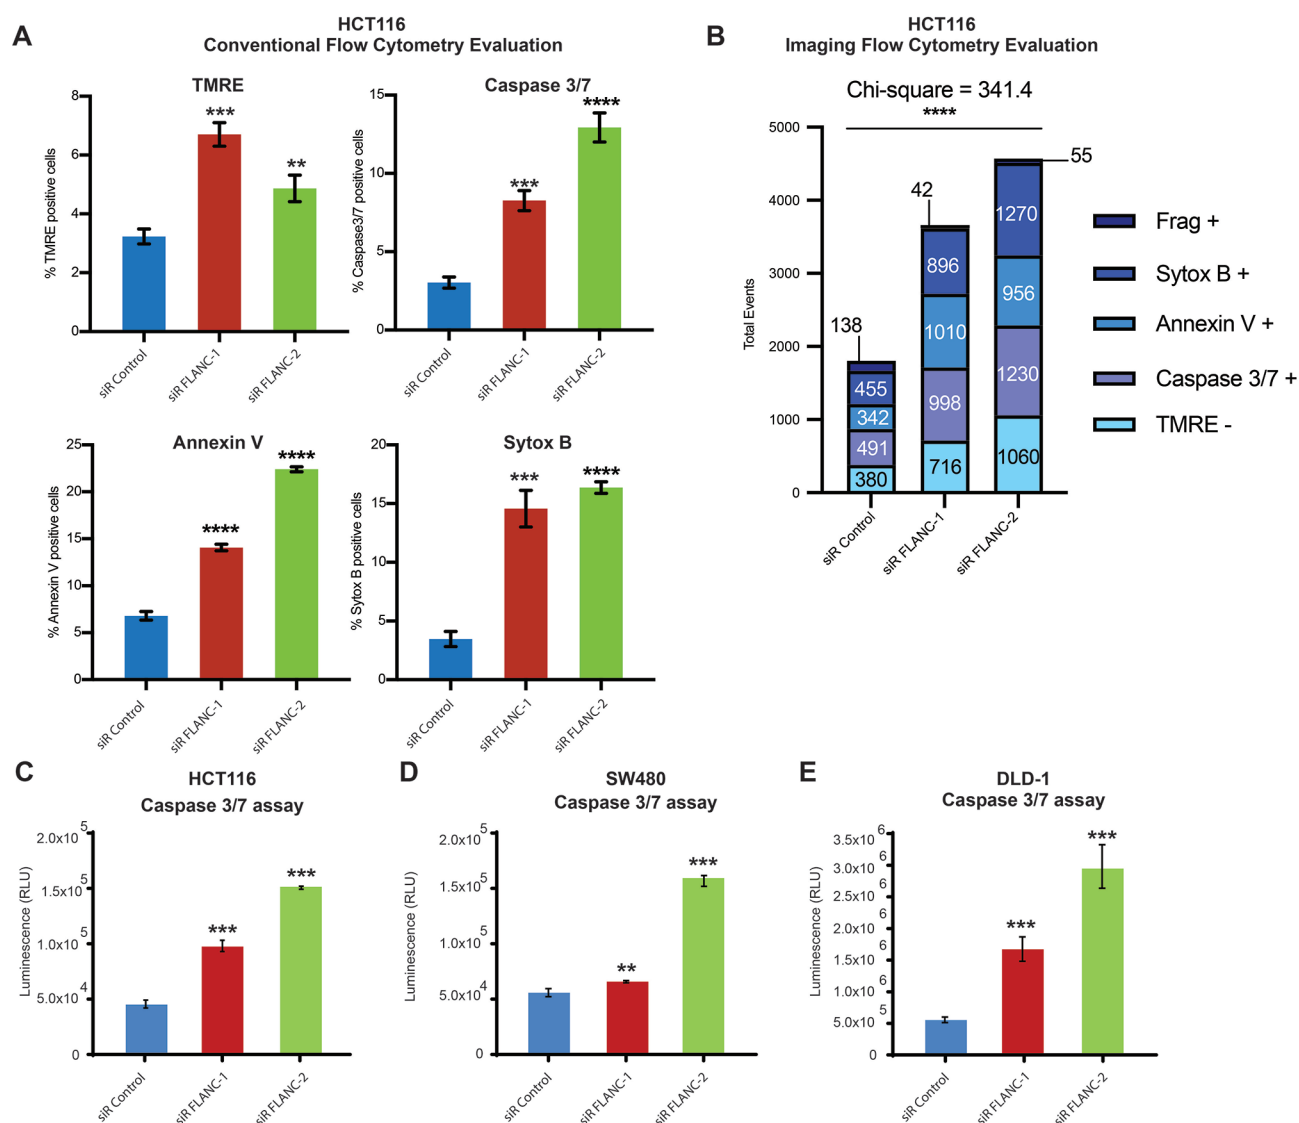 A
HCT116
Conventional Flow Cytometry Evaluation
TMRE
% TMRE positive cells
8
6
4
2
0
***
**
siR Control
siR FLANC-1
siR FLANC-2
Caspase 3/7
% Caspase3/7 positive cells
15
10
5
0
***
****
siR Control
siR FLANC-1
siR FLANC-2
Annexin V
% Annexin V positive cells
25
20
15
10
5
0
****
****
siR Control
siR FLANC-1
siR FLANC-2
Sytox B
% Sytox B positive cells
20
15
10
5
0
***
****
siR Control
siR FLANC-1
siR FLANC-2
B
HCT116
Imaging Flow Cytometry Evaluation
Chi-square = 341.4
****
Total Events
5000
4000
3000
2000
1000
0
138
455
342
491
380
42
896
1010
998
716
55
1270
956
1230
1060
siR Control
siR FLANC-1
siR FLANC-2
Frag +
Sytox B +
Annexin V +
Caspase 3/7 +
TMRE -
C
HCT116
Caspase 3/7 assay
Luminescence (RLU)
2.0x10 5
1.5x10 5
1.0x10 5
5.0x10 4
0
***
***
siR Control
siR FLANC-1
siR FLANC-2
D
SW480
Caspase 3/7 assay
Luminescence (RLU)
2.0x10 5
1.5x10 5
1.0x10 5
5.0x10 4
0
**
***
siR Control
siR FLANC-1
siR FLANC-2
E
DLD-1
Caspase 3/7 assay
Luminescence (RLU)
3.5x10 6
3.0x10 6
2.5x10 6
2.0x10 6
1.5x10 6
1.0x10 6
5.0x10 5
0
***
***
siR Control
siR FLANC-1
siR FLANC-2